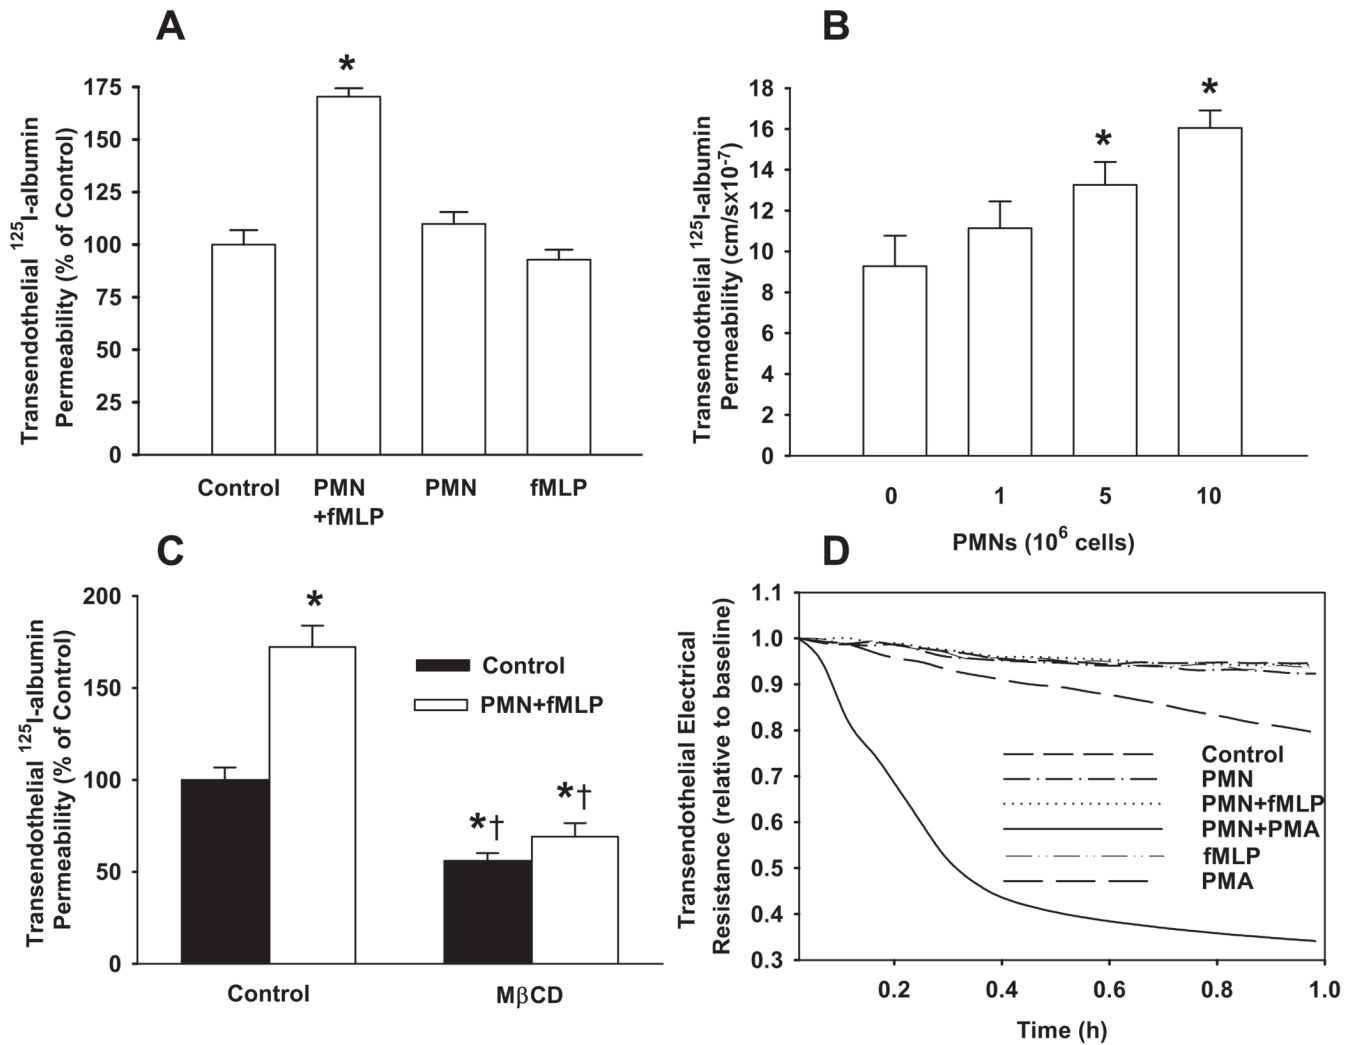 A
*
175
150
125
100
75
50
25
0
Transendothelial ¹²⁵I-albumin
Permeability (% of Control)
Control
PMN
+fMLP
PMN
fMLP
B
*
*
18
16
14
12
10
8
6
4
2
0
Transendothelial ¹²⁵I-albumin
Permeability (cm/sx10⁻⁷)
0 1 5 10
PMNs (10⁶ cells)
C
*
*†
*†
200
150
100
50
0
Transendothelial ¹²⁵I-albumin
Permeability (% of Control)
Control
PMN+fMLP
Control
MβCD
D
1.1
1.0
0.9
0.8
0.7
0.6
0.5
0.4
0.3
Transendothelial Electrical
Resistance (relative to baseline)
Control
PMN
PMN+fMLP
PMN+PMA
fMLP
PMA
0.2 0.4 0.6 0.8 1.0
Time (h)